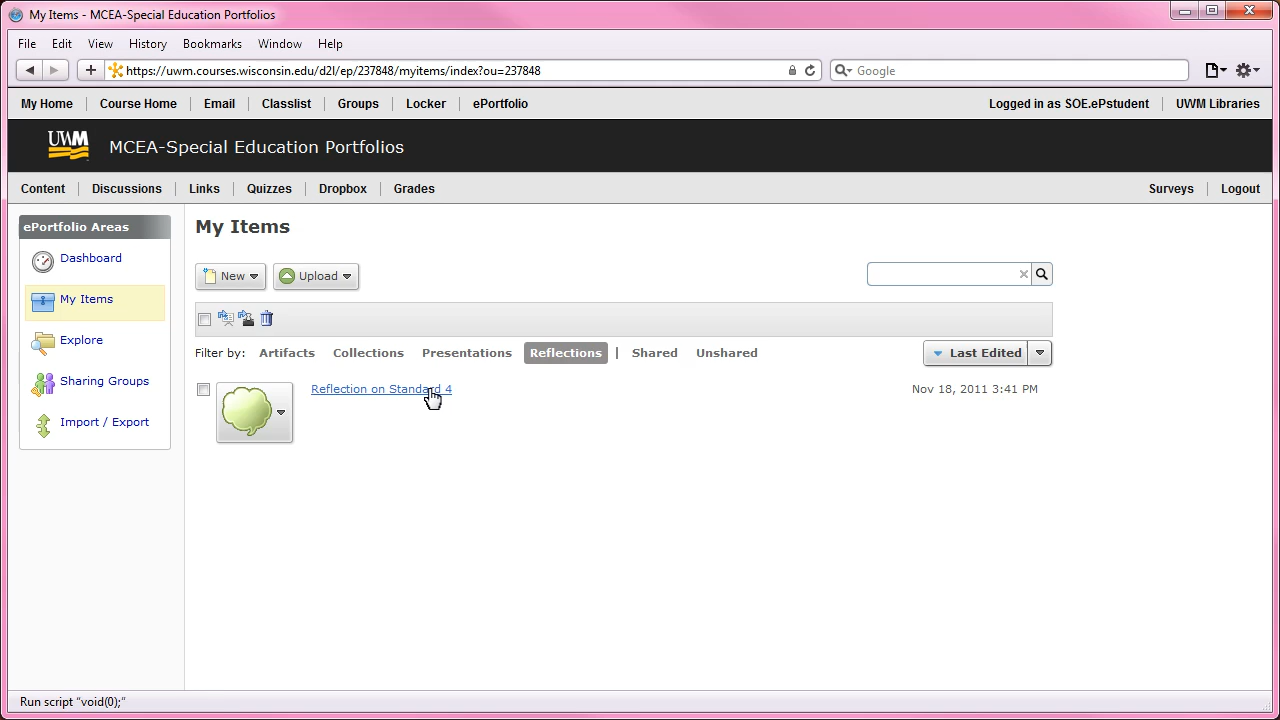 My Items - MCEA-Special Education Portfolios
File Edit View History Bookmarks Window Help
https://uwm.courses.wisconsin.edu/d2l/ep/237848/myitems/index?ou=237848 Google
My Home Course Home Email Classlist Groups Locker ePortfolio Logged in as SOE.ePstudent UWM Libraries
UWM MCEA-Special Education Portfolios
Content Discussions Links Quizzes Dropbox Grades Surveys Logout
ePortfolio Areas
Dashboard
My Items
Explore
Sharing Groups
Import / Export
My Items
New Upload
Filter by: Artifacts Collections Presentations Reflections | Shared Unshared Last Edited
Reflection on Standard 4 Nov 18, 2011 3:41 PM
Run script "void(0);"